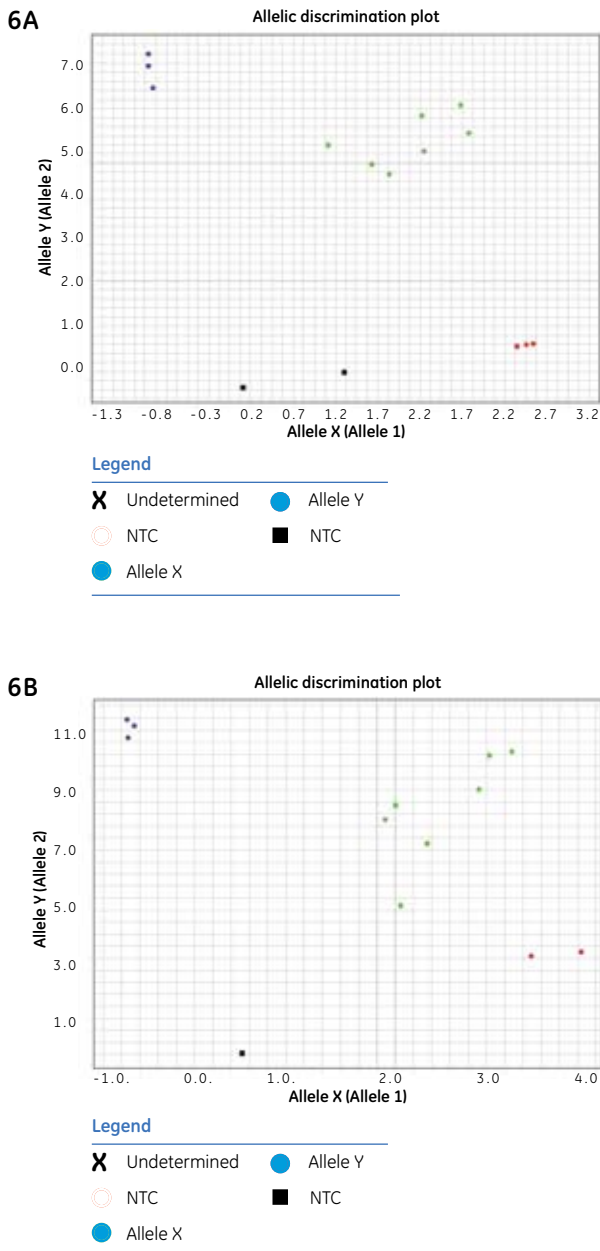 6A
Allelic discrimination plot
Allele Y (Allele 2)
7.0
6.0
5.0
4.0
3.0
2.0
1.0
0.0
-1.3 -0.8 -0.3 0.2 0.7 1.2 1.7 2.2 1.7 2.2 2.7 3.2
Allele X (Allele 1)
Legend
X Undetermined Allele Y
NTC NTC
Allele X
6B
Allelic discrimination plot
Allele Y (Allele 2)
11.0
9.0
7.0
5.0
3.0
1.0
-1.0. 0.0. 1.0. 2.0 3.0 4.0
Allele X (Allele 1)
Legend
X Undetermined Allele Y
NTC NTC
Allele X